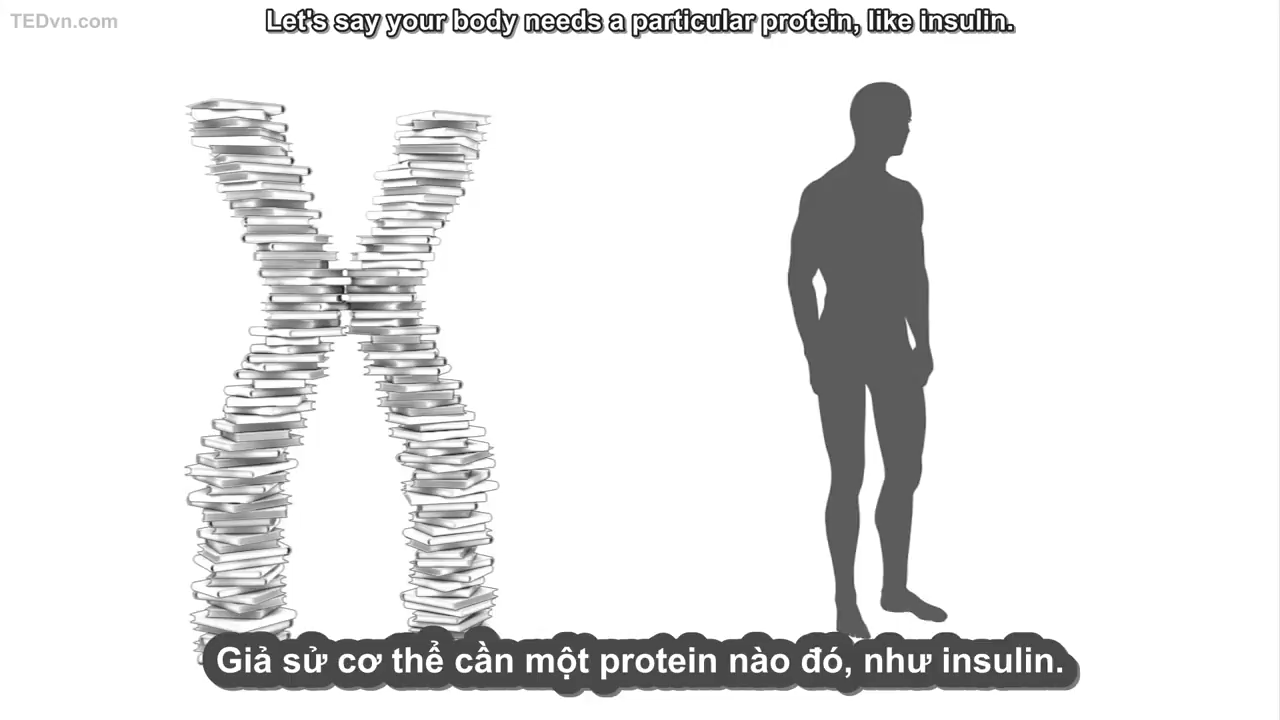 TEDvn.com
Let's say your body needs a particular protein, like insulin.
Giả sử cơ thể cần một protein nào đó, như insulin.